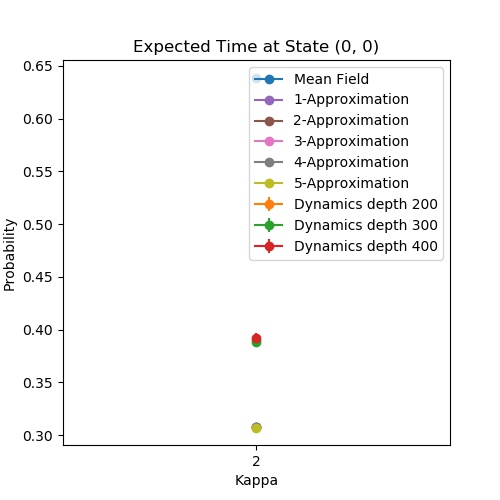 Expected Time at State (0, 0)
0.65
0.60
0.55
0.50
0.45
0.40
0.35
0.30
Probability
Mean Field
1-Approximation
2-Approximation
3-Approximation
4-Approximation
5-Approximation
Dynamics depth 200
Dynamics depth 300
Dynamics depth 400
2
Kappa